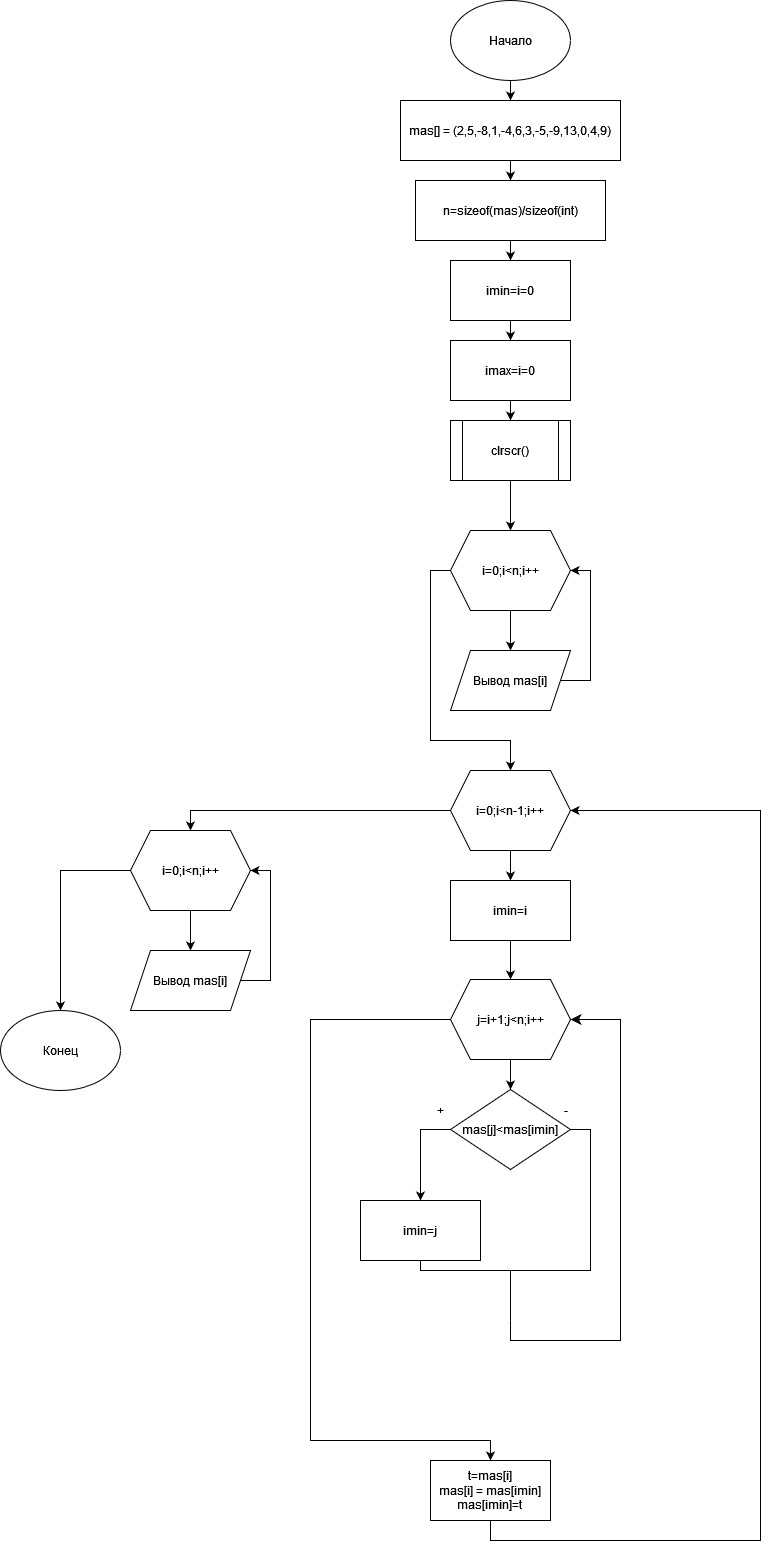 Начало
mas[] = (2,5,-8,1,-4,6,3,-5,-9,13,0,4,9)
n=sizeof(mas)/sizeof(int)
imin=i=0
imax=i=0
clrscr()
i=0;i<n;i++
Вывод mas[i]
i=0;i<n-1;i++
i=0;i<n;i++
imin=i
Вывод mas[i]
j=i+1;j<n;i++
Конец
+
-
mas[j]<mas[imin]
imin=j
t=mas[i]
mas[i] = mas[imin]
mas[imin]=t